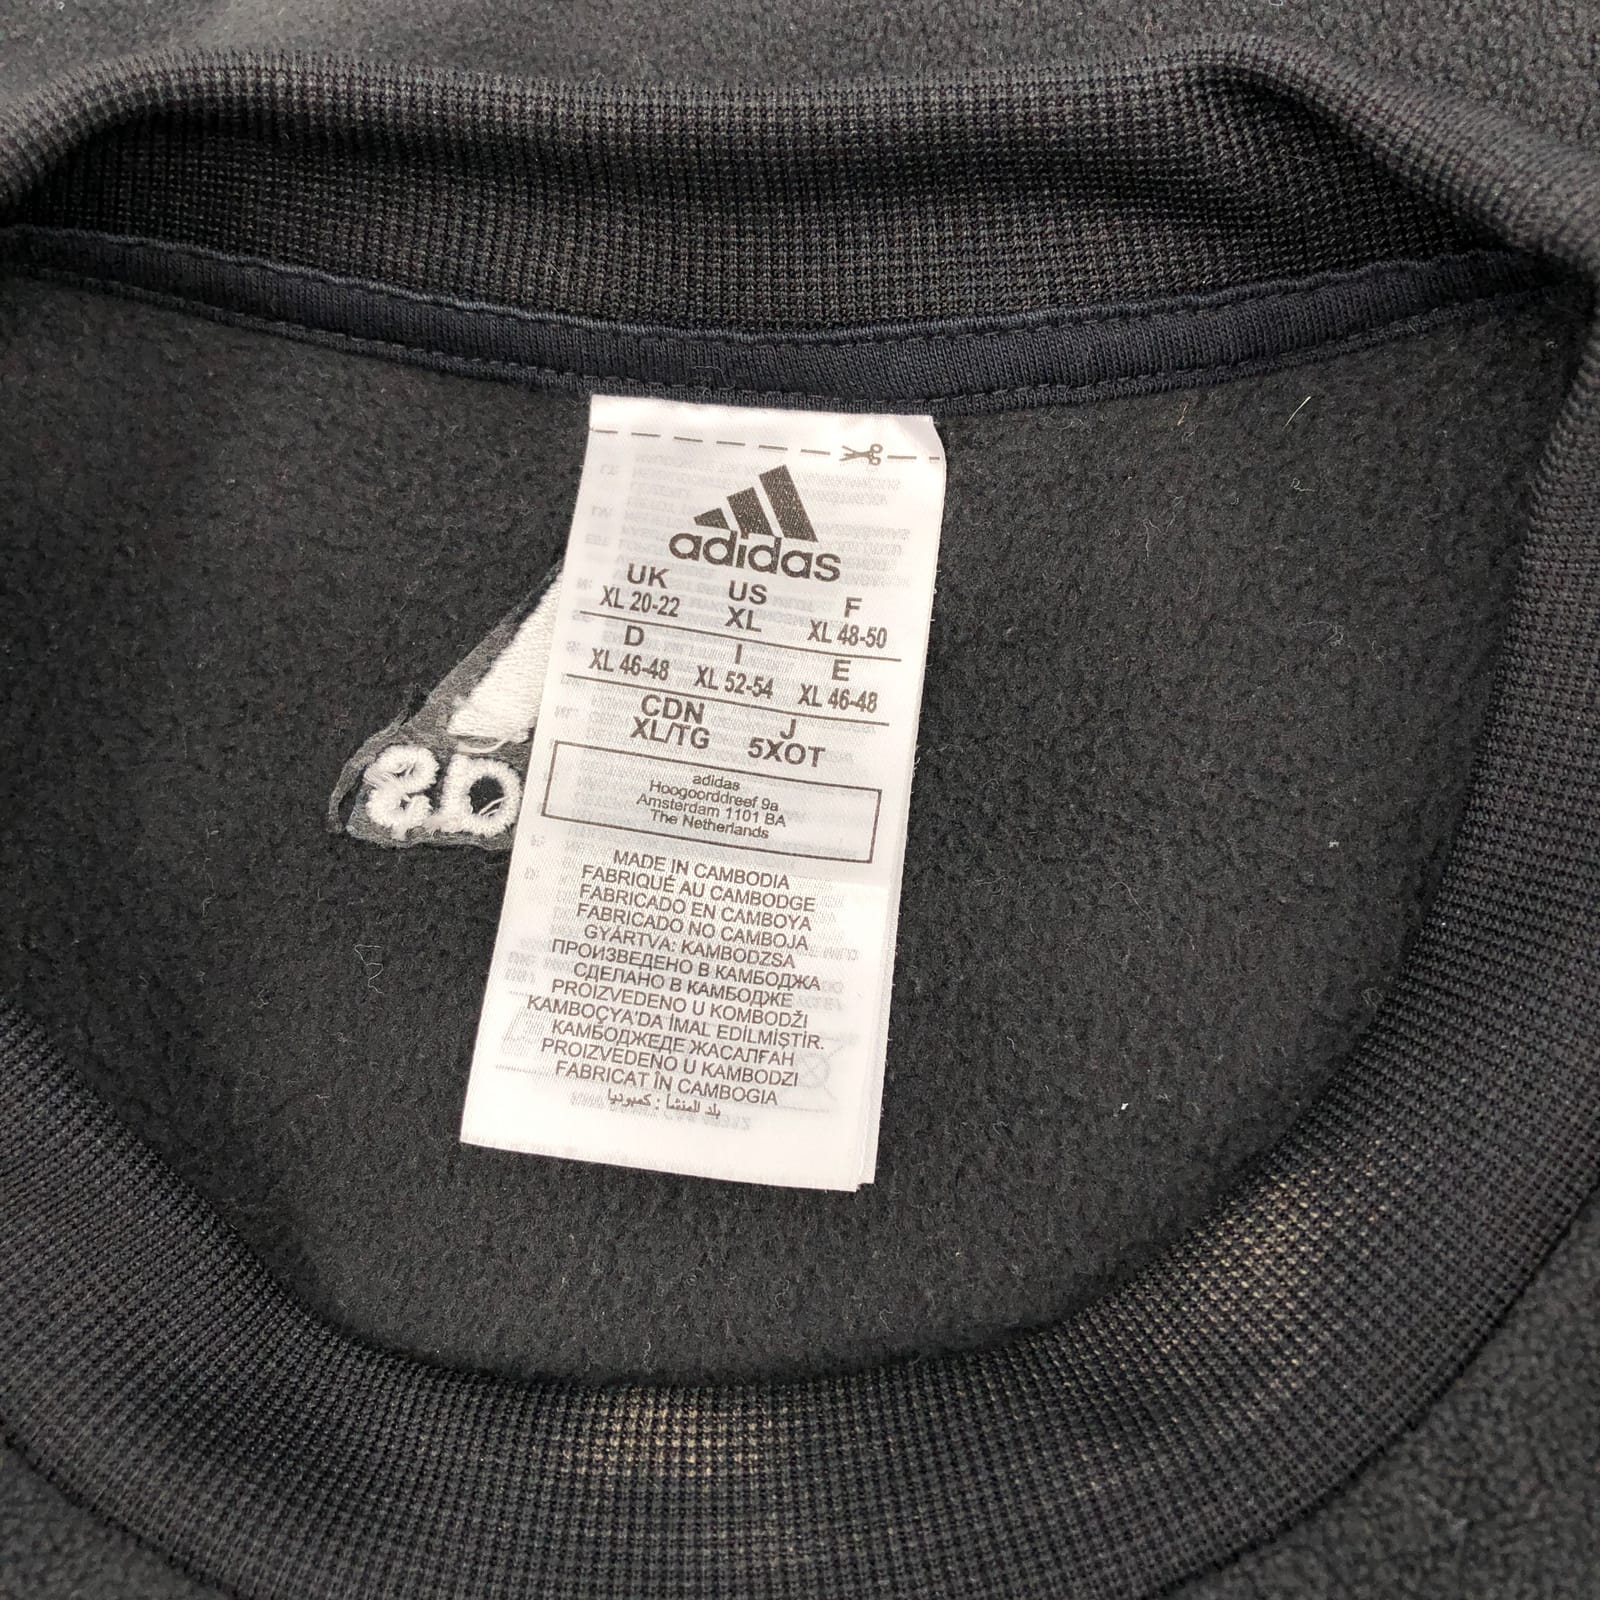 adidas
UK US F
XL 20-22 XL XL 48-50
D I E
XL 46-48 XL 52-54 XL 46-48
CDN J
XL/TG 5XOT
adidas
Hoogoorddreef 9a
Amsterdam 1101 BA
The Netherlands
MADE IN CAMBODIA
FABRIQUÉ AU CAMBODGE
FABRICADO EN CAMBOYA
FABRICADO NO CAMBOJA
GYÁRTVA: KAMBODZSA
ПРОИЗВЕДЕНО В КАМБОДЖА
СДЕЛАНО В КАМБОДЖЕ
PROIZVEDENO U KOMBODŽI
KAMBOÇYA'DA İMAL EDİLMİŞTİR.
КАМБОДЖЕДЕ ЖАСАЛҒАН
PROIZVEDENO U KAMBODZI
FABRICAT ÎN CAMBOGIA
بلد المنشأ : كمبوديا